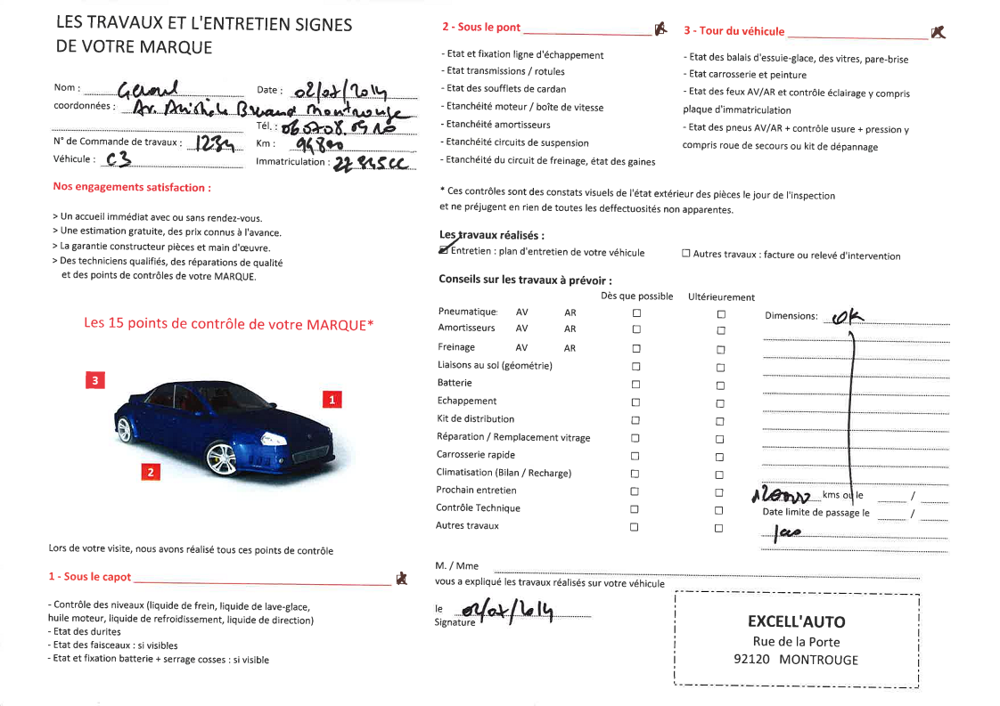 LES TRAVAUX ET L'ENTRETIEN SIGNES
DE VOTRE MARQUE
Nom : Date : 02/07/2014
coordonnées : Av. Aristide Briand Montrouge
Tél. : 06 57 08 09 10
N° de Commande de travaux : 1234 Km :
Véhicule : C3 Immatriculation : 27 845 CC
Nos engagements satisfaction :
> Un accueil immédiat avec ou sans rendez-vous.
> Une estimation gratuite, des prix connus à l'avance.
> La garantie constructeur pièces et main d'œuvre.
> Des techniciens qualifiés, des réparations de qualité
et des points de contrôles de votre MARQUE.
Les 15 points de contrôle de votre MARQUE*
3
1
2
Lors de votre visite, nous avons réalisé tous ces points de contrôle
1 - Sous le capot
- Contrôle des niveaux (liquide de frein, liquide de lave-glace,
huile moteur, liquide de refroidissement, liquide de direction)
- Etat des durites
- Etat des faisceaux : si visibles
- Etat et fixation batterie + serrage cosses : si visible
2 - Sous le pont
- Etat et fixation ligne d'échappement
- Etat transmissions / rotules
- Etat des soufflets de cardan
- Etanchéité moteur / boîte de vitesse
- Etanchéité amortisseurs
- Etanchéité circuits de suspension
- Etanchéité du circuit de freinage, état des gaines
3 - Tour du véhicule
- Etat des balais d'essuie-glace, des vitres, pare-brise
- Etat carrosserie et peinture
- Etat des feux AV/AR et contrôle éclairage y compris
plaque d'immatriculation
- Etat des pneus AV/AR + contrôle usure + pression y
compris roue de secours ou kit de dépannage
* Ces contrôles sont des constats visuels de l'état extérieur des pièces le jour de l'inspection
et ne préjugent en rien de toutes les deffectuosités non apparentes.
Les travaux réalisés :
Entretien : plan d'entretien de votre véhicule Autres travaux : facture ou relevé d'intervention
Conseils sur les travaux à prévoir :
Dès que possible Ultérieurement
Pneumatique: AV AR Dimensions: OK
Amortisseurs AV AR
Freinage AV AR
Liaisons au sol (géométrie)
Batterie
Echappement
Kit de distribution
Réparation / Remplacement vitrage
Carrosserie rapide
Climatisation (Bilan / Recharge)
Prochain entretien 120000 kms ou le / 
Contrôle Technique Date limite de passage le /
Autres travaux
M. / Mme
vous a expliqué les travaux réalisés sur votre véhicule
le 02/07/2014
Signature
EXCELL'AUTO
Rue de la Porte
92120 MONTROUGE